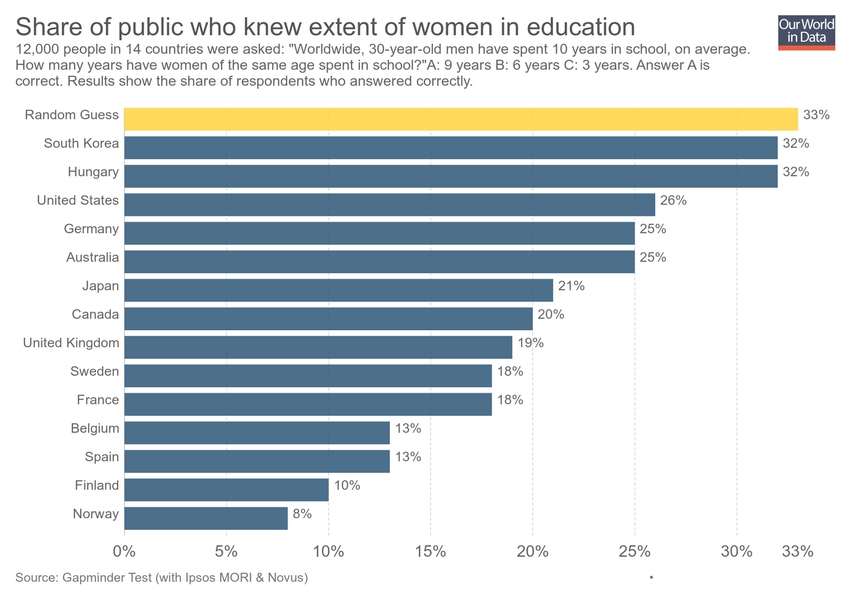 Share of public who knew extent of women in education
Our World
in Data
12,000 people in 14 countries were asked: "Worldwide, 30-year-old men have spent 10 years in school, on average.
How many years have women of the same age spent in school?"A: 9 years B: 6 years C: 3 years. Answer A is
correct. Results show the share of respondents who answered correctly.
Random Guess 33%
South Korea 32%
Hungary 32%
United States 26%
Germany 25%
Australia 25%
Japan 21%
Canada 20%
United Kingdom 19%
Sweden 18%
France 18%
Belgium 13%
Spain 13%
Finland 10%
Norway 8%
0% 5% 10% 15% 20% 25% 30% 33%
Source: Gapminder Test (with Ipsos MORI & Novus) •